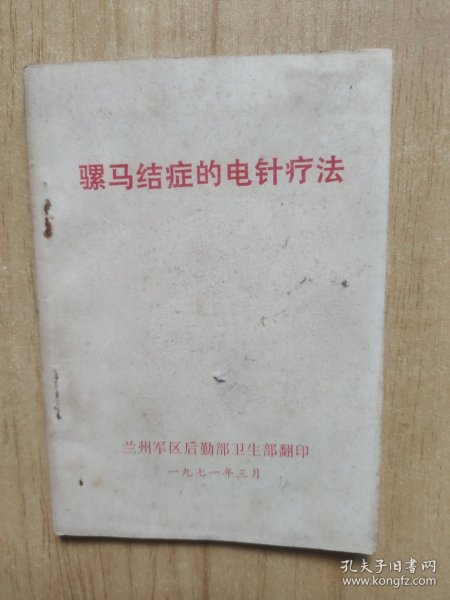 骡马结症的电针疗法
兰州军区后勤部卫生部翻印
一九七一年三月
孔夫子旧书网
www.kongfz.com